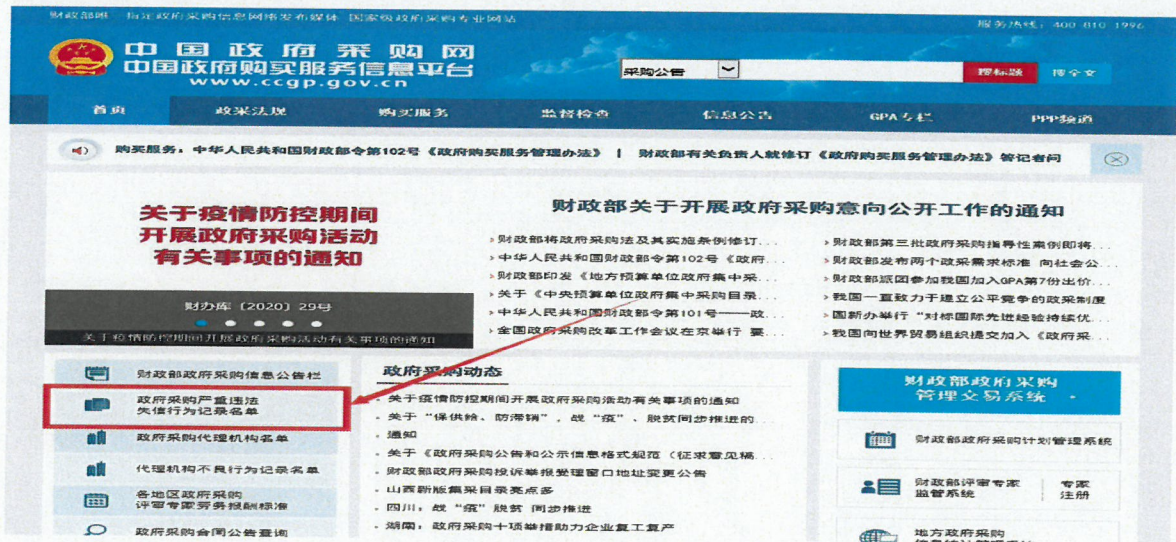 财政部唯一指定政府采购信息网络发布媒体 国家级政府采购专业网站
服务热线：400-810-1996
中国政府采购网
中国政府购买服务信息平台
www.ccgp.gov.cn
采购公告
搜标题
搜全文
首页
政采法规
购买服务
监督检查
信息公告
GPA专栏
PPP频道
购买服务：中华人民共和国财政部令第102号《政府购买服务管理办法》 | 财政部有关负责人就修订《政府购买服务管理办法》答记者问
关于疫情防控期间
开展政府采购活动
有关事项的通知
财办库〔2020〕29号
关于疫情防控期间开展政府采购活动有关事项的通知
财政部关于开展政府采购意向公开工作的通知
财政部将政府采购法及其实施条例修订...
中华人民共和国财政部令第102号《政府...
财政部印发《地方预算单位政府集中采...
关于《中央预算单位政府集中采购目录...
中华人民共和国财政部令第101号——政...
全国政府采购改革工作会议在京举行 要...
财政部第三批政府采购指导性案例即将...
财政部发布两个政采需求标准 向社会公...
财政部派团参加我国加入GPA第7份出价...
我国一直致力于建立公平竞争的政采制度
国新办举行“对标国际先进经验持续优...
我国向世界贸易组织提交加入《政府采...
财政部政府采购信息公告栏
政府采购严重违法
失信行为记录名单
政府采购代理机构名单
代理机构不良行为记录名单
各地区政府采购
评审专家劳务报酬标准
政府采购合同公告查询
政府采购动态
关于疫情防控期间开展政府采购活动有关事项的通知
关于“保供给、防滞销”，战“疫”、脱贫同步推进的...
通知
关于《政府采购公告和公示信息格式规范（征求意见稿...
财政部政府采购投诉举报受理窗口地址变更公告
山西新版集采目录亮点多
四川：战“疫”脱贫 同步推进
湖南：政府采购十项举措助力企业复工复产
财政部政府采购
管理交易系统
财政部政府采购计划管理系统
财政部评审专家
监管系统
专家
注册
地方政府采购